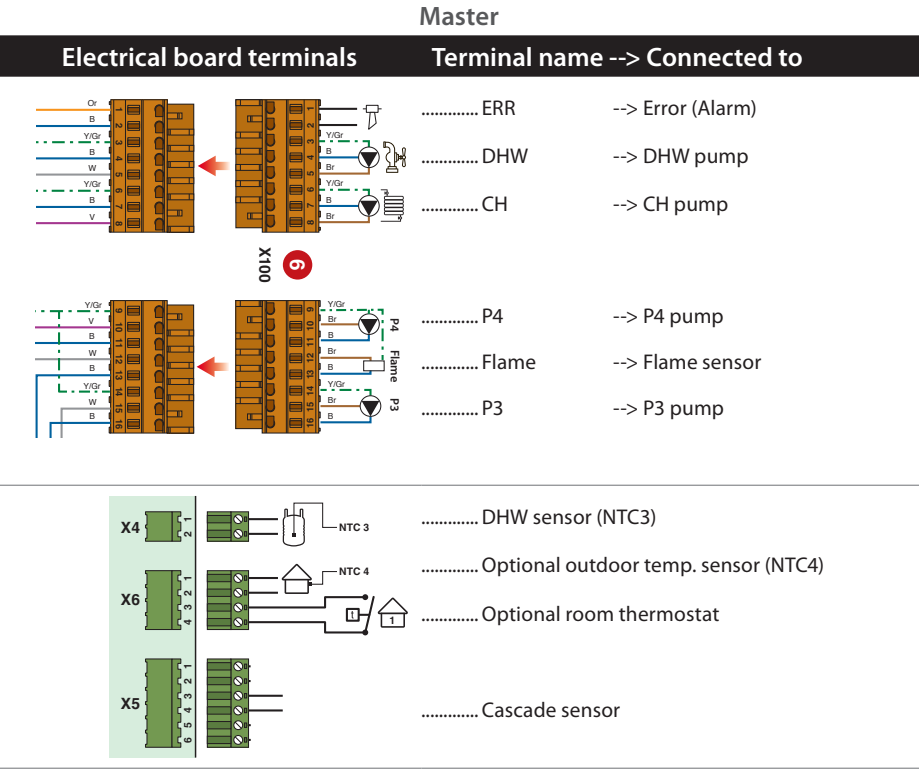 Master
Electrical board terminals Terminal name --> Connected to
Or
B
Y/Gr
B
W
Y/Gr
B
V
1
2
3
4
5
6
7
8
1
2
3
4
5
6
7
8
Y/Gr
B
Br
Y/Gr
B
Br
............. ERR --> Error (Alarm)
............. DHW --> DHW pump
............. CH --> CH pump
X100
6
Y/Gr
V
B
W
B
Y/Gr
W
B
9
10
11
12
13
14
15
16
9
10
11
12
13
14
15
16
Y/Gr
Br
B
Br
B
Y/Gr
Br
B
P4
Flame
P3
............. P4 --> P4 pump
............. Flame --> Flame sensor
............. P3 --> P3 pump
X4
1
2
NTC 3
............. DHW sensor (NTC3)
X6
1
2
3
4
NTC 4
t
1
............. Optional outdoor temp. sensor (NTC4)
............. Optional room thermostat
X5
1
2
3
4
5
6
............. Cascade sensor